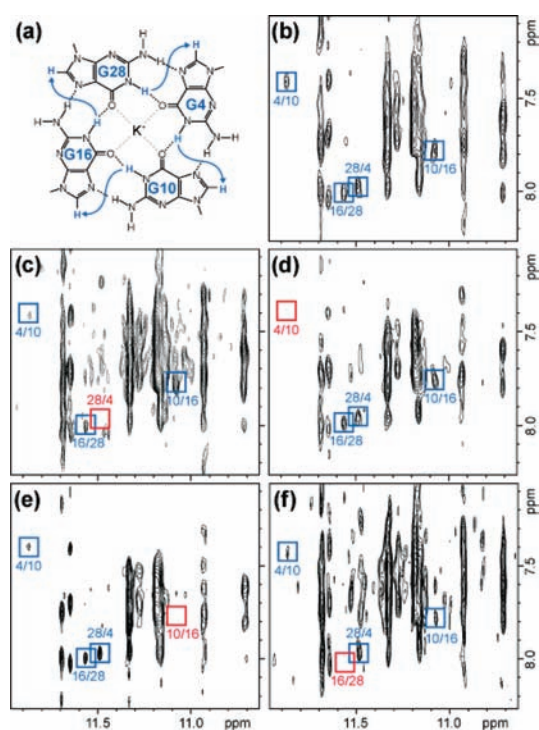 (a)
H
N
H
H
G28
N-H
O
O
G4
K+
G16
O
O
G10
(b)
ppm
7.5
8.0
4/10
28/4
16/28
10/16
(c)
4/10
28/4
16/28
10/16
(d)
ppm
7.5
8.0
4/10
28/4
16/28
10/16
(e)
4/10
28/4
16/28
10/16
11.5
11.0
ppm
(f)
ppm
7.5
8.0
4/10
28/4
16/28
10/16
11.5
11.0
ppm